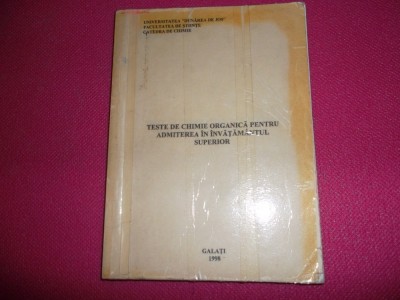 UNIVERSITATEA "DUNĂREA DE JOS"
FACULTATEA DE ȘTIINȚE
CATEDRA DE CHIMIE
TESTE DE CHIMIE ORGANICĂ PENTRU
ADMITEREA ÎN ÎNVĂȚĂMÂNTUL
SUPERIOR
GALAȚI
1998